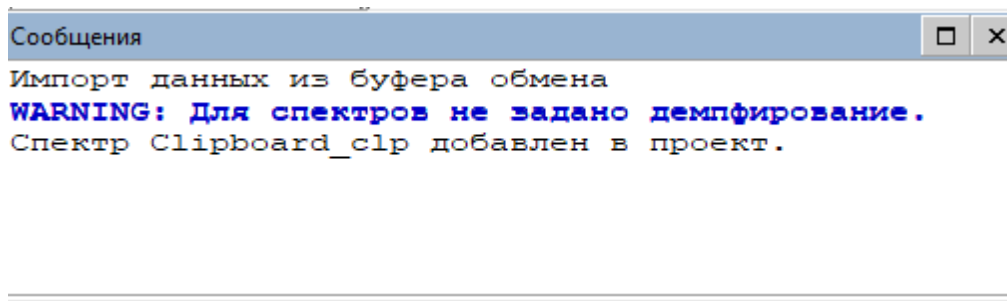 Сообщения
Импорт данных из буфера обмена
WARNING: Для спектров не задано демпфирование.
Спектр Clipboard_clp добавлен в проект.